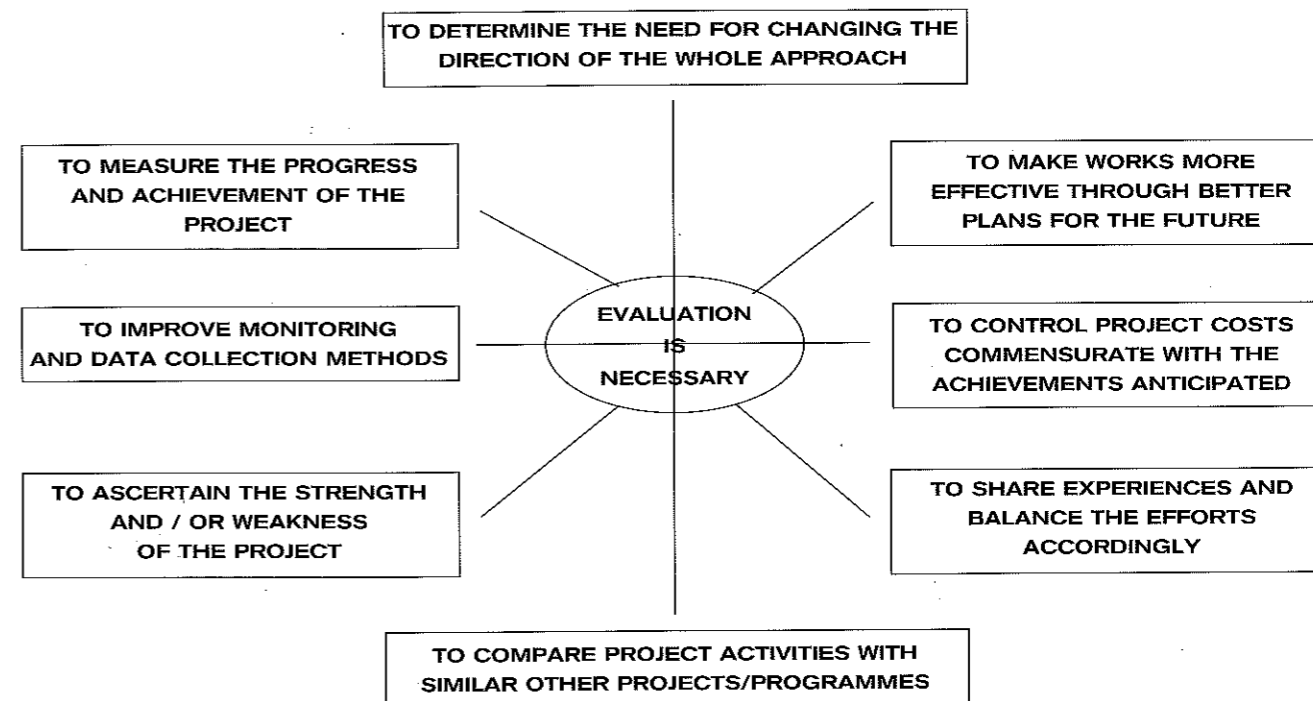 TO DETERMINE THE NEED FOR CHANGING THE
DIRECTION OF THE WHOLE APPROACH
TO MEASURE THE PROGRESS
AND ACHIEVEMENT OF THE
PROJECT
TO MAKE WORKS MORE
EFFECTIVE THROUGH BETTER
PLANS FOR THE FUTURE
EVALUATION
IS
NECESSARY
TO IMPROVE MONITORING
AND DATA COLLECTION METHODS
TO CONTROL PROJECT COSTS
COMMENSURATE WITH THE
ACHIEVEMENTS ANTICIPATED
TO ASCERTAIN THE STRENGTH
AND / OR WEAKNESS
OF THE PROJECT
TO SHARE EXPERIENCES AND
BALANCE THE EFFORTS
ACCORDINGLY
TO COMPARE PROJECT ACTIVITIES WITH
SIMILAR OTHER PROJECTS/PROGRAMMES